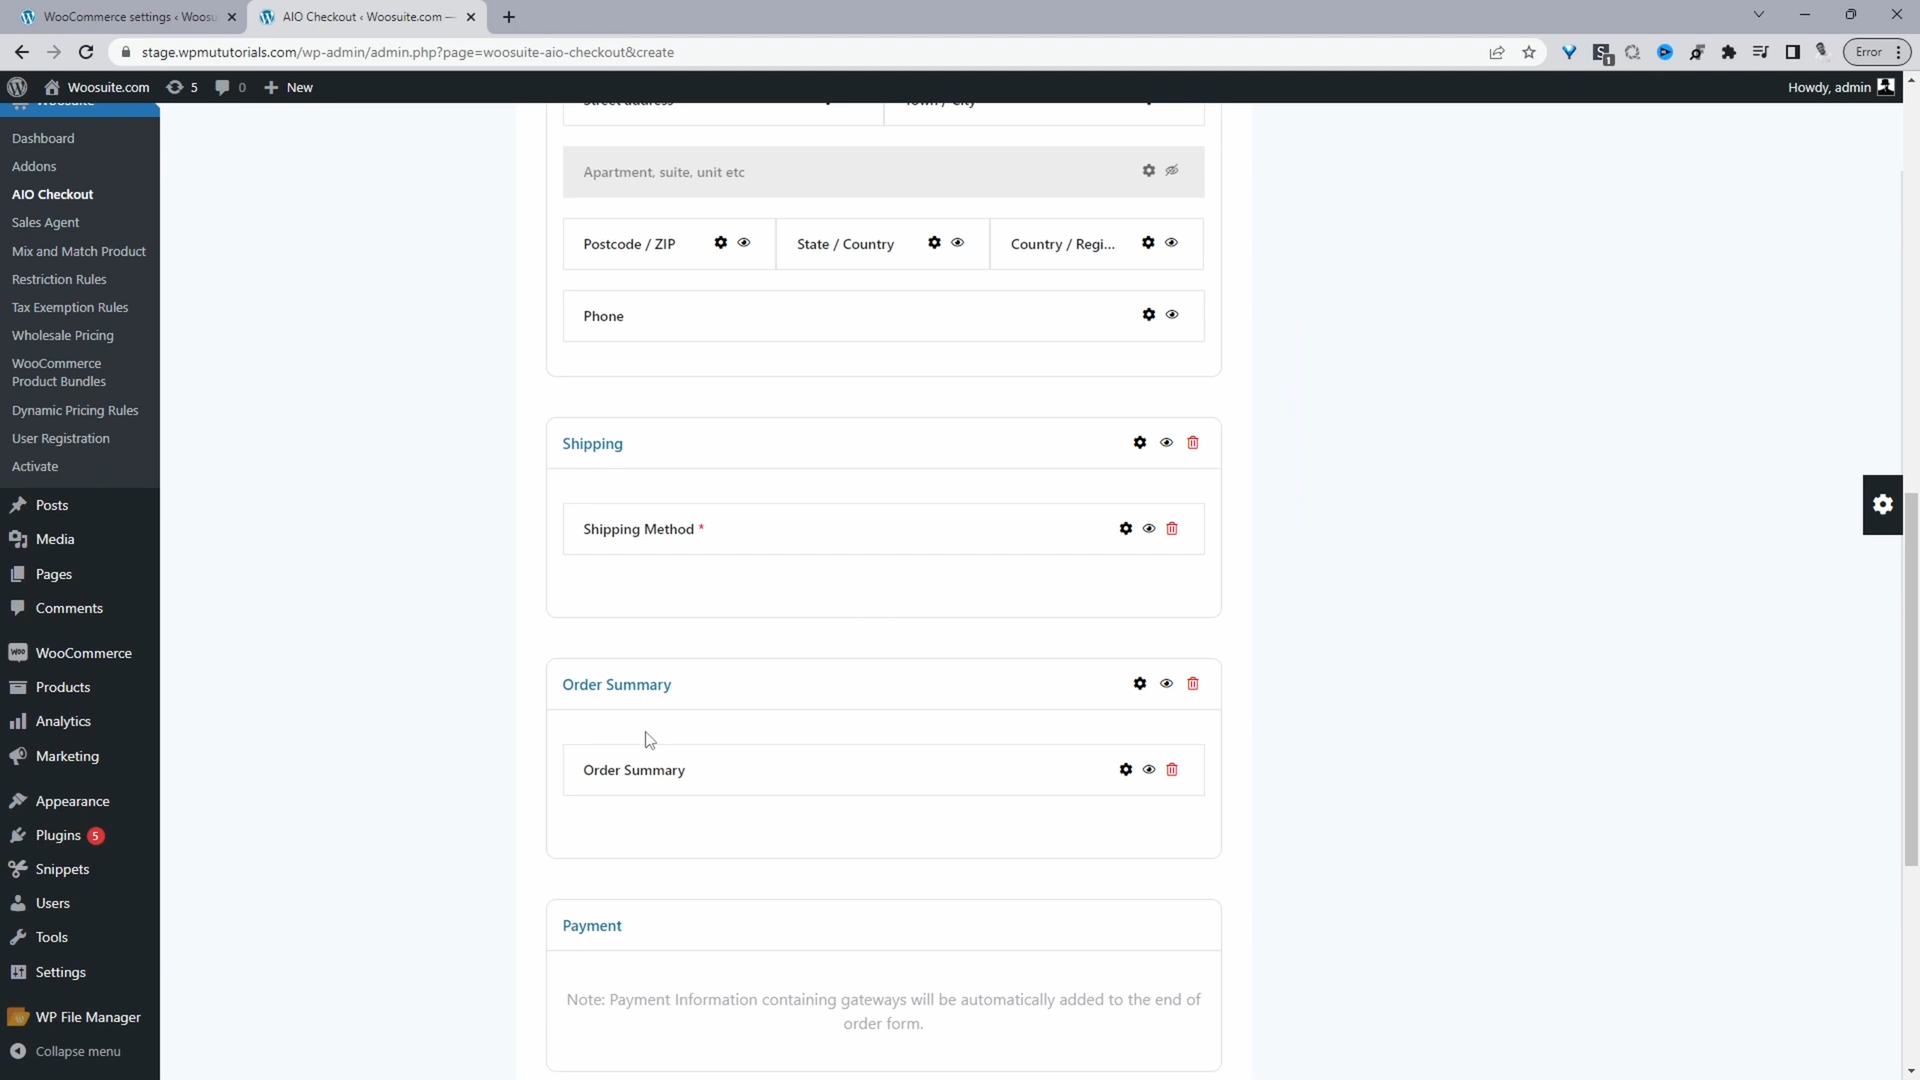 WooCommerce settings ‹ Woosu
AIO Checkout ‹ Woosuite.com —
stage.wpmututorials.com/wp-admin/admin.php?page=woosuite-aio-checkout&create
1
Error
Woosuite.com
5
0
New
Howdy, admin
Woosuite
Dashboard
Addons
AIO Checkout
Sales Agent
Mix and Match Product
Restriction Rules
Tax Exemption Rules
Wholesale Pricing
WooCommerce
Product Bundles
Dynamic Pricing Rules
User Registration
Activate
Posts
Media
Pages
Comments
WooCommerce
Products
Analytics
Marketing
Appearance
Plugins 5
Snippets
Users
Tools
Settings
WP File Manager
Collapse menu
Street address
Town / City
Apartment, suite, unit etc
Postcode / ZIP
State / Country
Country / Regi...
Phone
Shipping
Shipping Method *
Order Summary
Order Summary
Payment
Note: Payment Information containing gateways will be automatically added to the end of
order form.